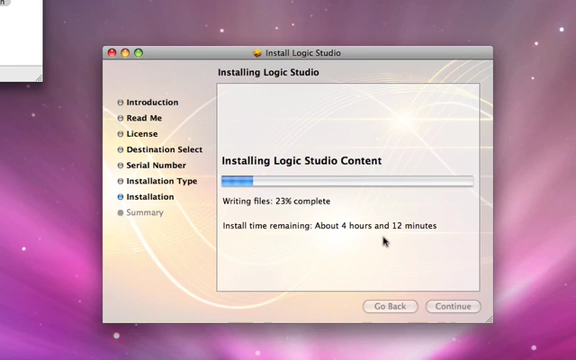 Install Logic Studio
Installing Logic Studio
Introduction
Read Me
License
Destination Select
Serial Number
Installation Type
Installation
Summary
Installing Logic Studio Content
Writing files: 23% complete
Install time remaining: About 4 hours and 12 minutes
Go Back
Continue